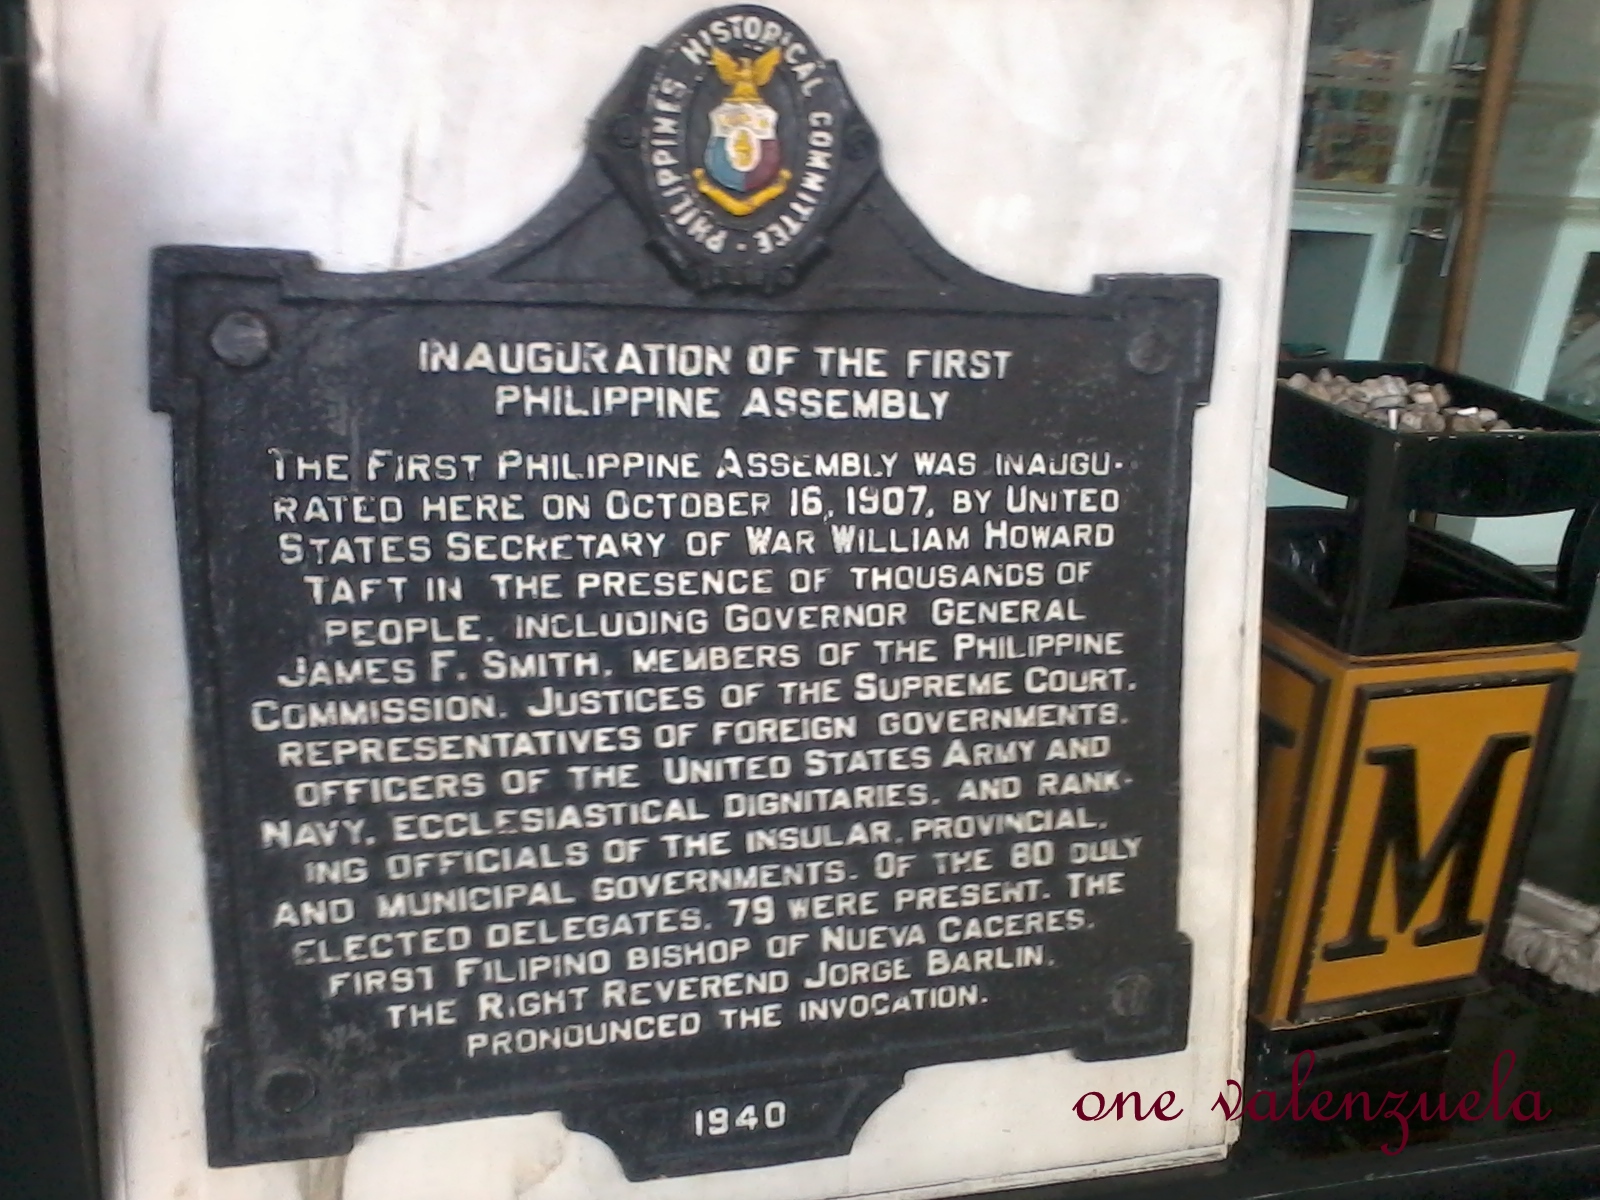 PHILIPPINES HISTORICAL COMMITTEE
INAUGURATION OF THE FIRST
PHILIPPINE ASSEMBLY
THE FIRST PHILIPPINE ASSEMBLY WAS INAUGU-
RATED HERE ON OCTOBER 16, 1907, BY UNITED
STATES SECRETARY OF WAR WILLIAM HOWARD
TAFT IN THE PRESENCE OF THOUSANDS OF
PEOPLE, INCLUDING GOVERNOR GENERAL
JAMES F. SMITH, MEMBERS OF THE PHILIPPINE
COMMISSION, JUSTICES OF THE SUPREME COURT,
REPRESENTATIVES OF FOREIGN GOVERNMENTS,
OFFICERS OF THE UNITED STATES ARMY AND
NAVY, ECCLESIASTICAL DIGNITARIES, AND RANK-
ING OFFICIALS OF THE INSULAR, PROVINCIAL,
AND MUNICIPAL GOVERNMENTS. OF THE 80 DULY
ELECTED DELEGATES, 79 WERE PRESENT. THE
FIRST FILIPINO BISHOP OF NUEVA CACERES,
THE RIGHT REVEREND JORGE BARLIN,
PRONOUNCED THE INVOCATION.
1940
M
one valenzuela